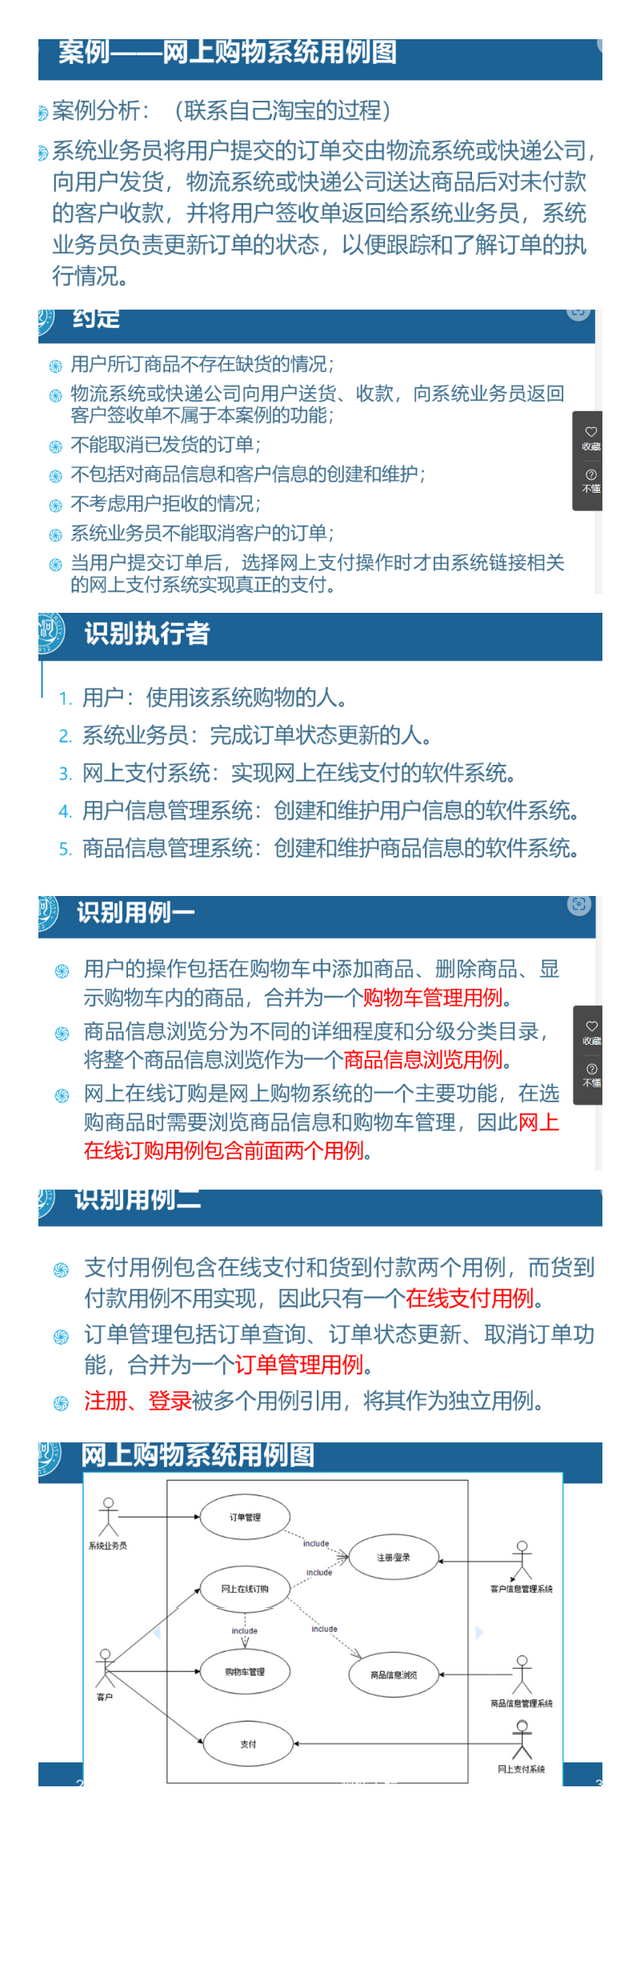 案例——网上购物系统用例图
案例分析：（联系自己淘宝的过程）
系统业务员将用户提交的订单交由物流系统或快递公司，
向用户发货，物流系统或快递公司送达商品后对未付款
的客户收款，并将用户签收单返回给系统业务员，系统
业务员负责更新订单的状态，以便跟踪和了解订单的执
行情况。
约定
用户所订商品不存在缺货的情况；
物流系统或快递公司向用户送货、收款，向系统业务员返回
客户签收单不属于本案例的功能；
不能取消已发货的订单；
不包括对商品信息和客户信息的创建和维护；
不考虑用户拒收的情况；
系统业务员不能取消客户的订单；
当用户提交订单后，选择网上支付操作时才由系统链接相关
的网上支付系统实现真正的支付。
收藏
不懂
识别执行者
1. 用户：使用该系统购物的人。
2. 系统业务员：完成订单状态更新的人。
3. 网上支付系统：实现网上在线支付的软件系统。
4. 用户信息管理系统：创建和维护用户信息的软件系统。
5. 商品信息管理系统：创建和维护商品信息的软件系统。
识别用例一
用户的操作包括在购物车中添加商品、删除商品、显
示购物车内的商品，合并为一个购物车管理用例。
商品信息浏览分为不同的详细程度和分级分类目录，
将整个商品信息浏览作为一个商品信息浏览用例。
网上在线订购是网上购物系统的一个主要功能，在选
购商品时需要浏览商品信息和购物车管理，因此网上
在线订购用例包含前面两个用例。
收藏
不懂
识别用例二
支付用例包含在线支付和货到付款两个用例，而货到
付款用例不用实现，因此只有一个在线支付用例。
订单管理包括订单查询、订单状态更新、取消订单功
能，合并为一个订单管理用例。
注册、登录被多个用例引用，将其作为独立用例。
网上购物系统用例图
订单管理
系统业务员
include
注册/登录
include
网上在线订购
客户信息管理系统
include
include
购物车管理
商品信息浏览
客户
商品信息管理系统
支付
网上支付系统